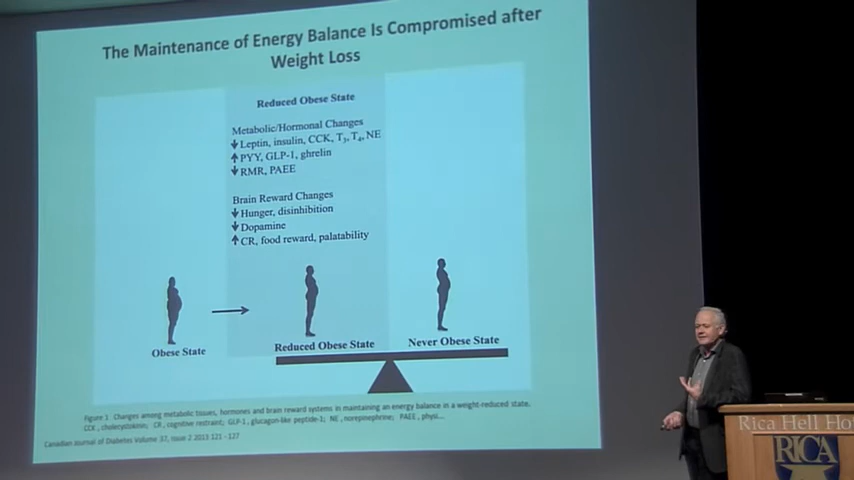 The Maintenance of Energy Balance Is Compromised after
Weight Loss
Reduced Obese State
Metabolic/Hormonal Changes
↓Leptin, insulin, CCK, T3, T4, NE
↑PYY, GLP-1, ghrelin
↓RMR, PAEE
Brain Reward Changes
↓Hunger, disinhibition
↓Dopamine
↑CR, food reward, palatability
Obese State
Reduced Obese State
Never Obese State
Figure 1 Changes among metabolic tissues, hormones and brain reward systems in maintaining an energy balance in a weight-reduced state.
CCK , cholecystokinin; CR , cognitive restraint; GLP-1 , glucagon-like peptide-1; NE , norepinephrine; PAEE , physi...
Canadian Journal of Diabetes Volume 37, Issue 2 2013 121 - 127
Rica Hell Ho
RICA